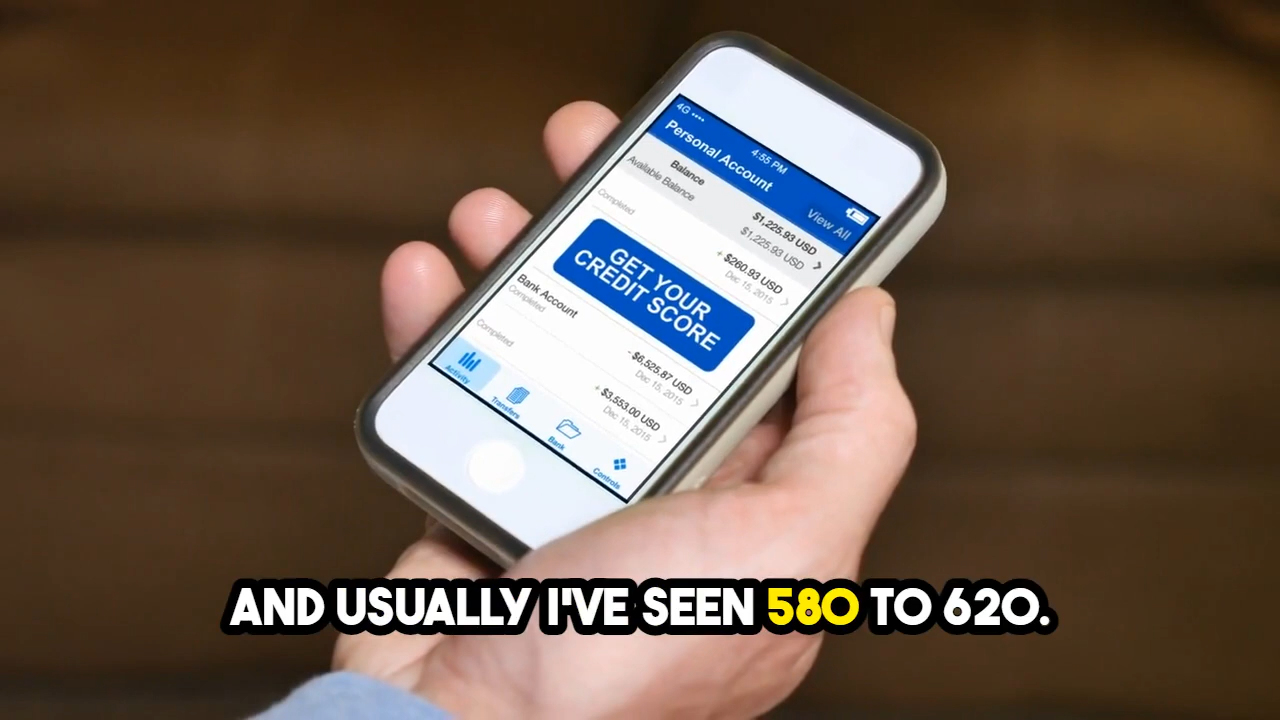 4G
4:55 PM
Personal Account
View All
Balance
$1,225.93 USD
Available Balance
$1,225.93 USD
Completed
+ $260.93 USD
Dec 15, 2015
GET YOUR
CREDIT SCORE
Bank Account
Completed
- $6,525.87 USD
Dec 15, 2015
Completed
+ $3,553.00 USD
Dec 15, 2015
Activity
Transfers
Bank
Controls
AND USUALLY I'VE SEEN 580 TO 620.